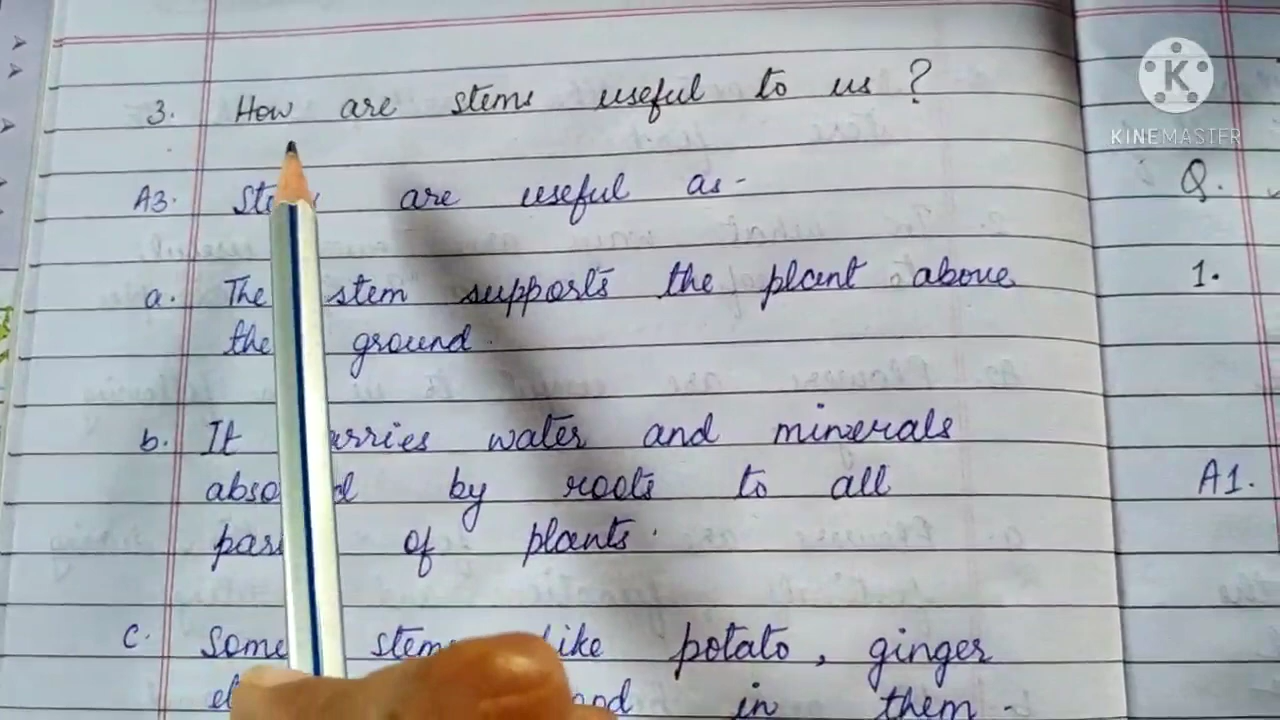 3. How are stems useful to us ?
A3. are useful as -
a. The stem supports the plant above
the ground.
b. It water and minerals
by roots to all
of plants.
c. Some like potato, ginger
in them -
Q.
1.
A1.
K
KINEMASTER